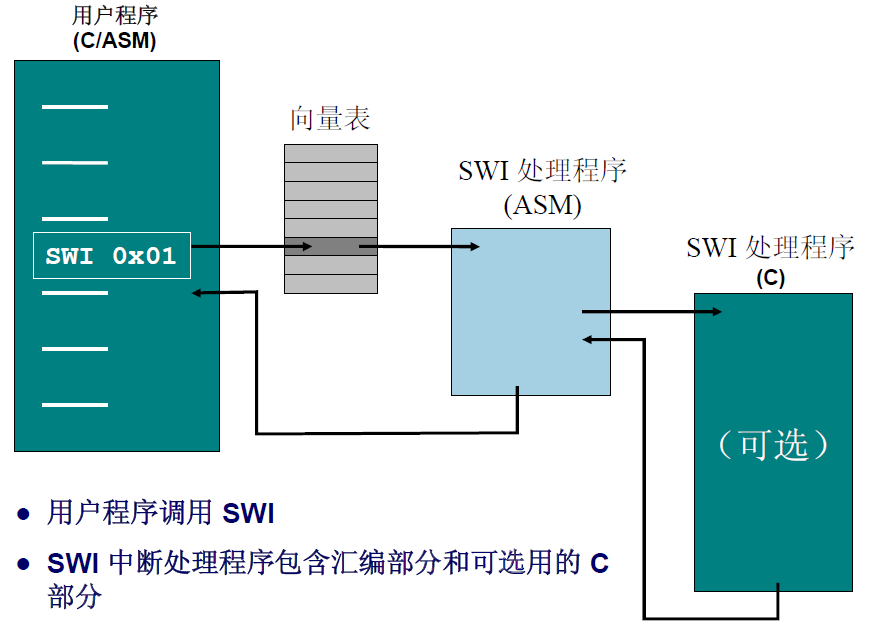 用户程序
(C/ASM)
向量表
SWI 处理程序
(ASM)
SWI 处理程序
(C)
SWI 0x01
（可选）
● 用户程序调用 SWI
● SWI 中断处理程序包含汇编部分和可选用的 C
部分